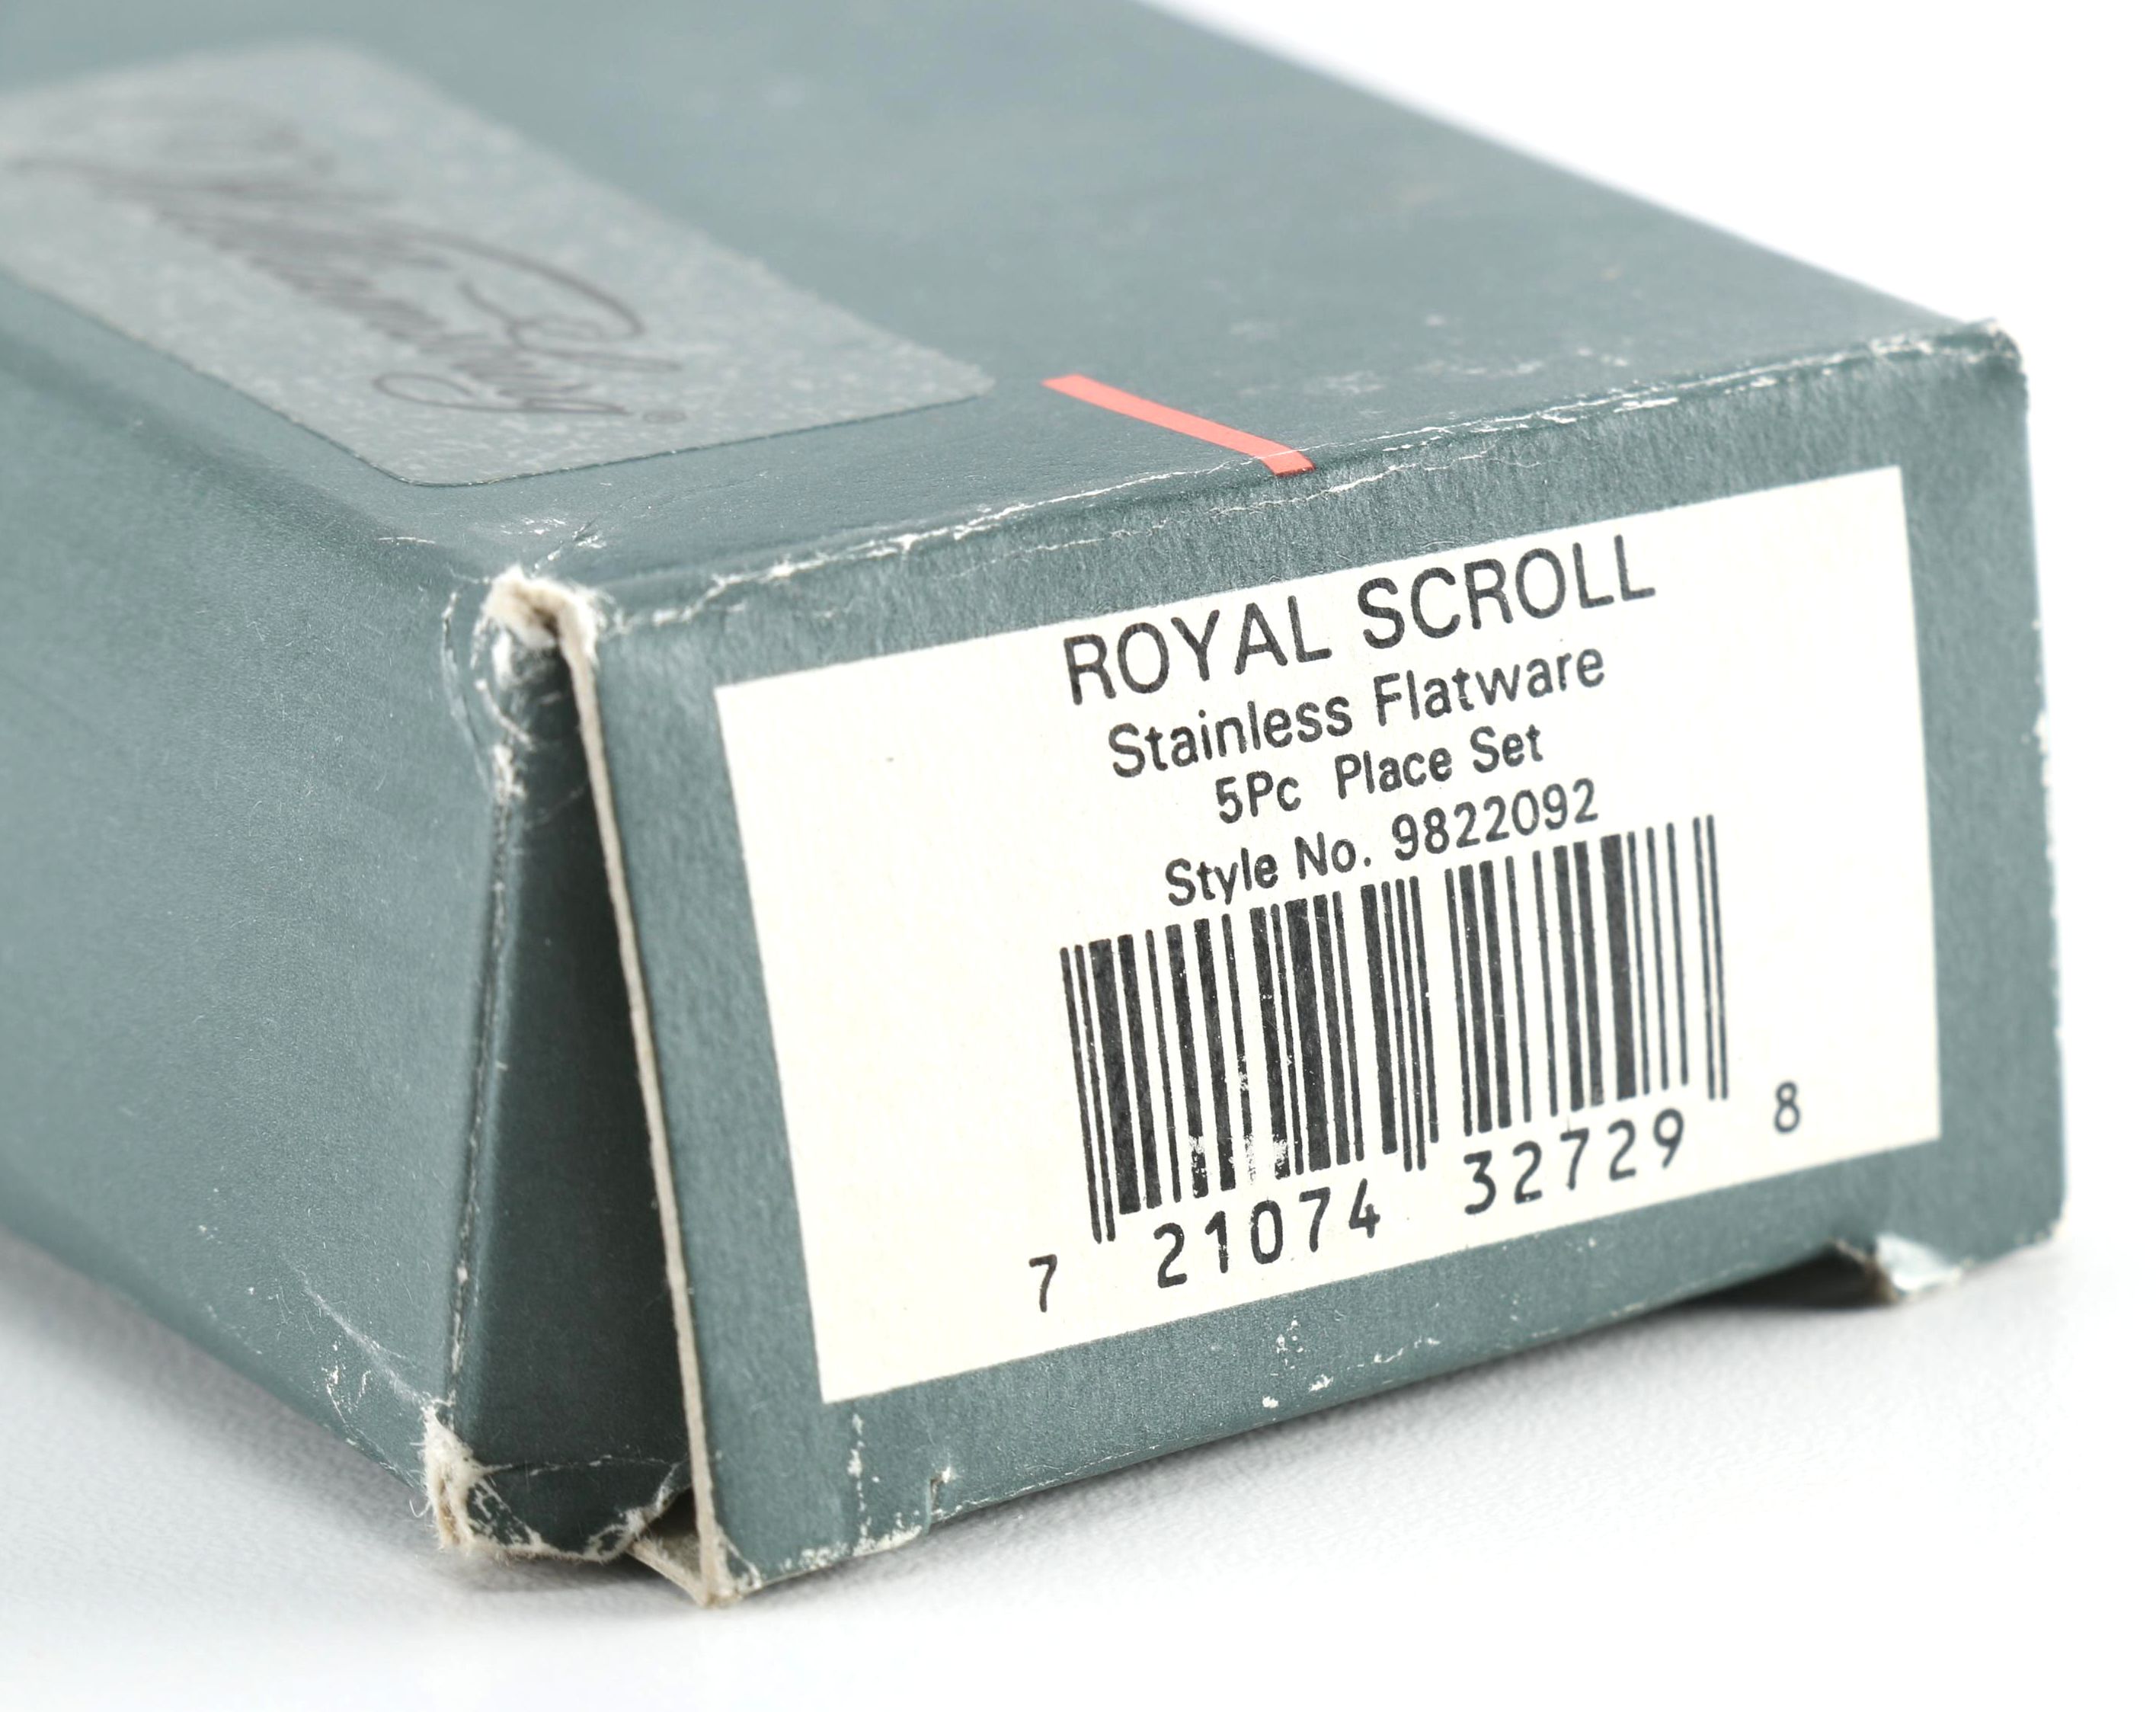 ROYAL SCROLL
Stainless Flatware
5Pc Place Set
Style No. 9822092
7 21074 32729 8
®